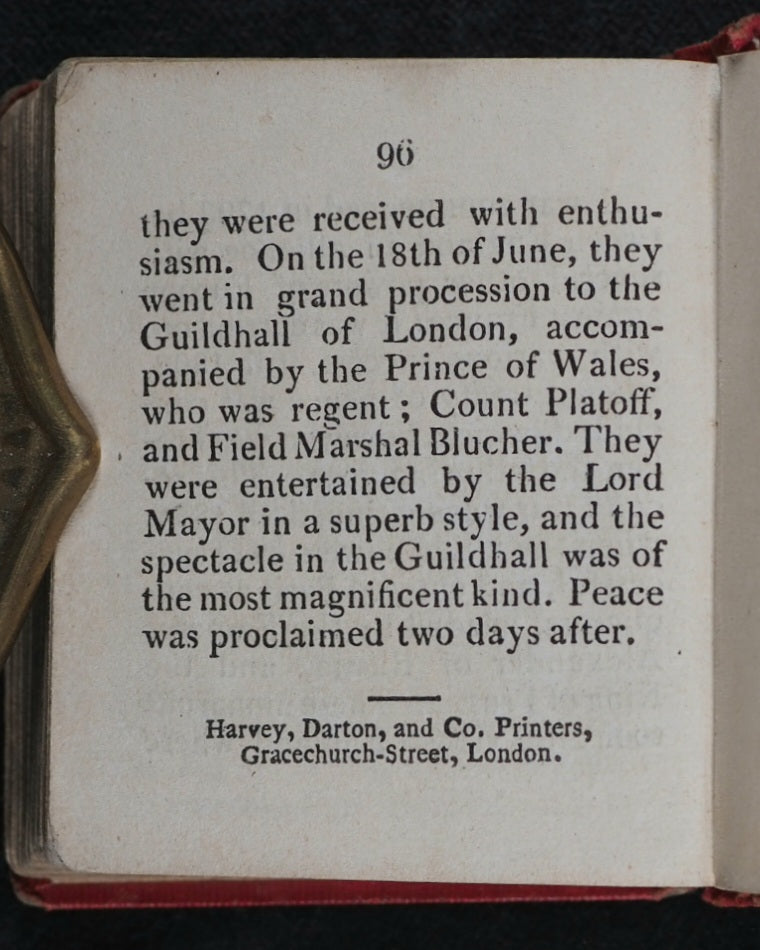 96
they were received with enthu-
siasm. On the 18th of June, they
went in grand procession to the
Guildhall of London, accom-
panied by the Prince of Wales,
who was regent; Count Platoff,
and Field Marshal Blucher. They
were entertained by the Lord
Mayor in a superb style, and the
spectacle in the Guildhall was of
the most magnificent kind. Peace
was proclaimed two days after.
Harvey, Darton, and Co. Printers,
Gracechurch-Street, London.